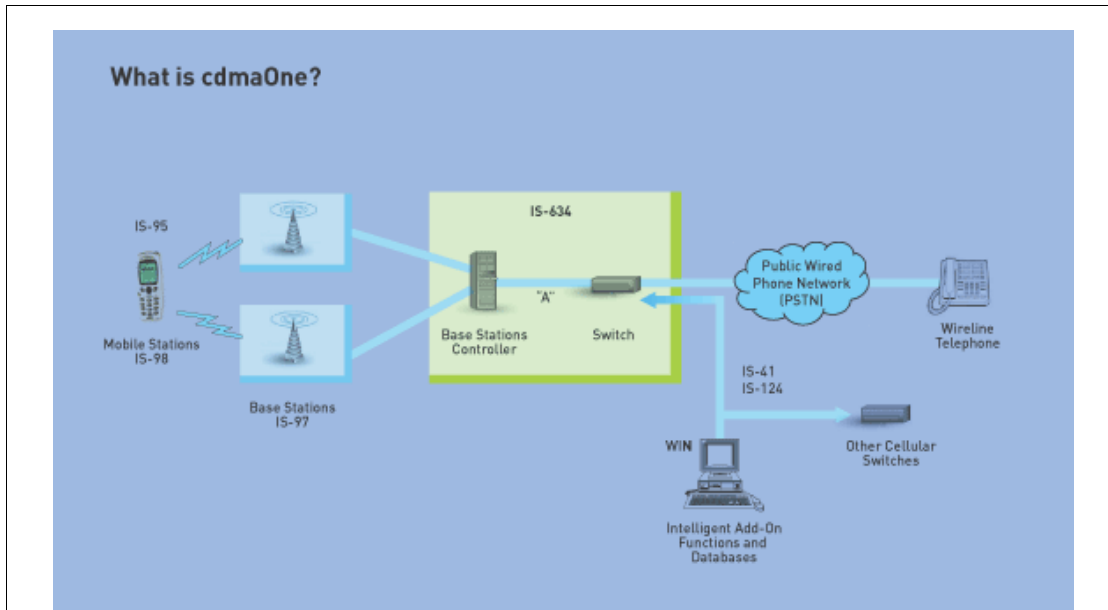 What is cdmaOne?
IS-95
Mobile Stations
IS-98
Base Stations
IS-97
IS-634
"A"
Base Stations
Controller
Switch
Public Wired
Phone Network
(PSTN)
Wireline
Telephone
IS-41
IS-124
WIN
Other Cellular
Switches
Intelligent Add-On
Functions and
Databases